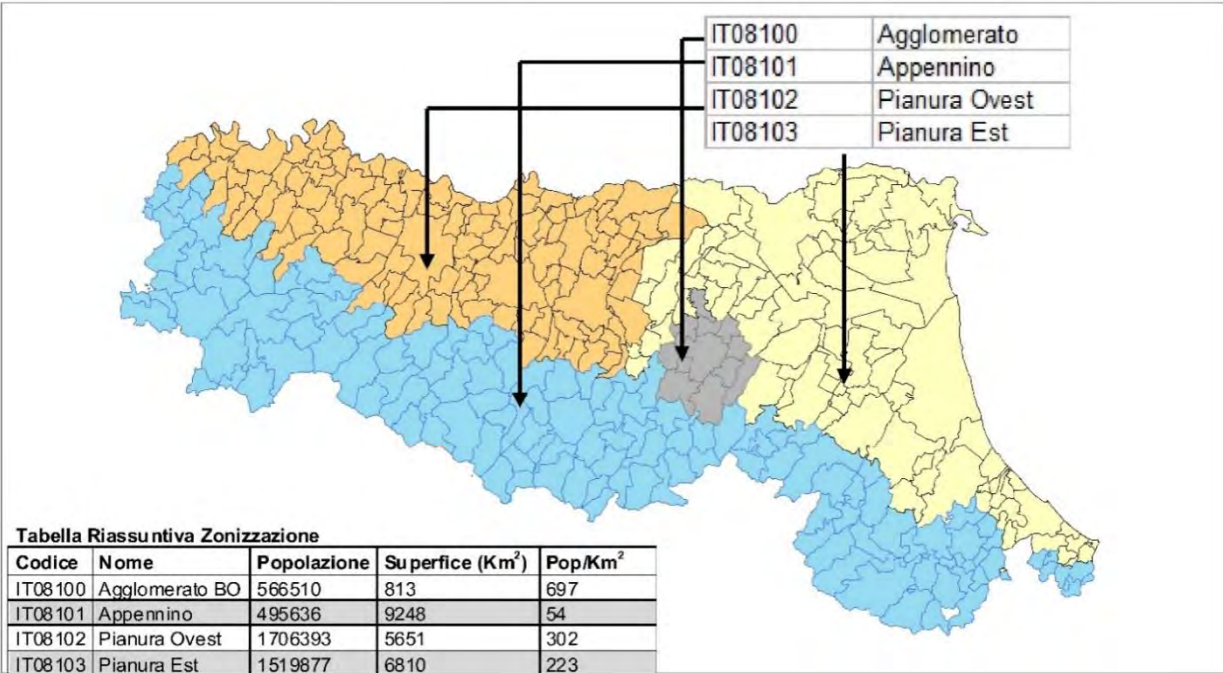 IT08100 Agglomerato
IT08101 Appennino
IT08102 Pianura Ovest
IT08103 Pianura Est
Tabella Riassuntiva Zonizzazione
Codice Nome Popolazione Superfice (Km²) Pop/Km²
IT08100 Agglomerato BO 566510 813 697
IT08101 Appennino 495636 9248 54
IT08102 Pianura Ovest 1706393 5651 302
IT08103 Pianura Est 1519877 6810 223